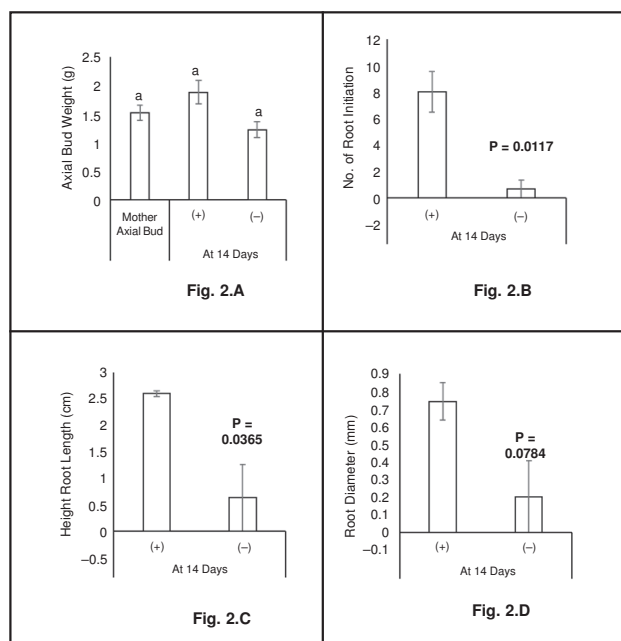 Axial Bud Weight (g)
2.5
2
1.5
1
0.5
0
a
a
a
Mother
Axial Bud
(+)
(−)
At 14 Days
Fig. 2.A
No. of Root Initiation
12
10
8
6
4
2
0
−2
P = 0.0117
(+)
(−)
At 14 Days
Fig. 2.B
Height Root Length (cm)
3
2.5
2
1.5
1
0.5
0
−0.5
P =
0.0365
(+)
(−)
At 14 Days
Fig. 2.C
Root Diameter (mm)
0.9
0.8
0.7
0.6
0.5
0.4
0.3
0.2
0.1
0
−0.1
P =
0.0784
(+)
(−)
At 14 Days
Fig. 2.D